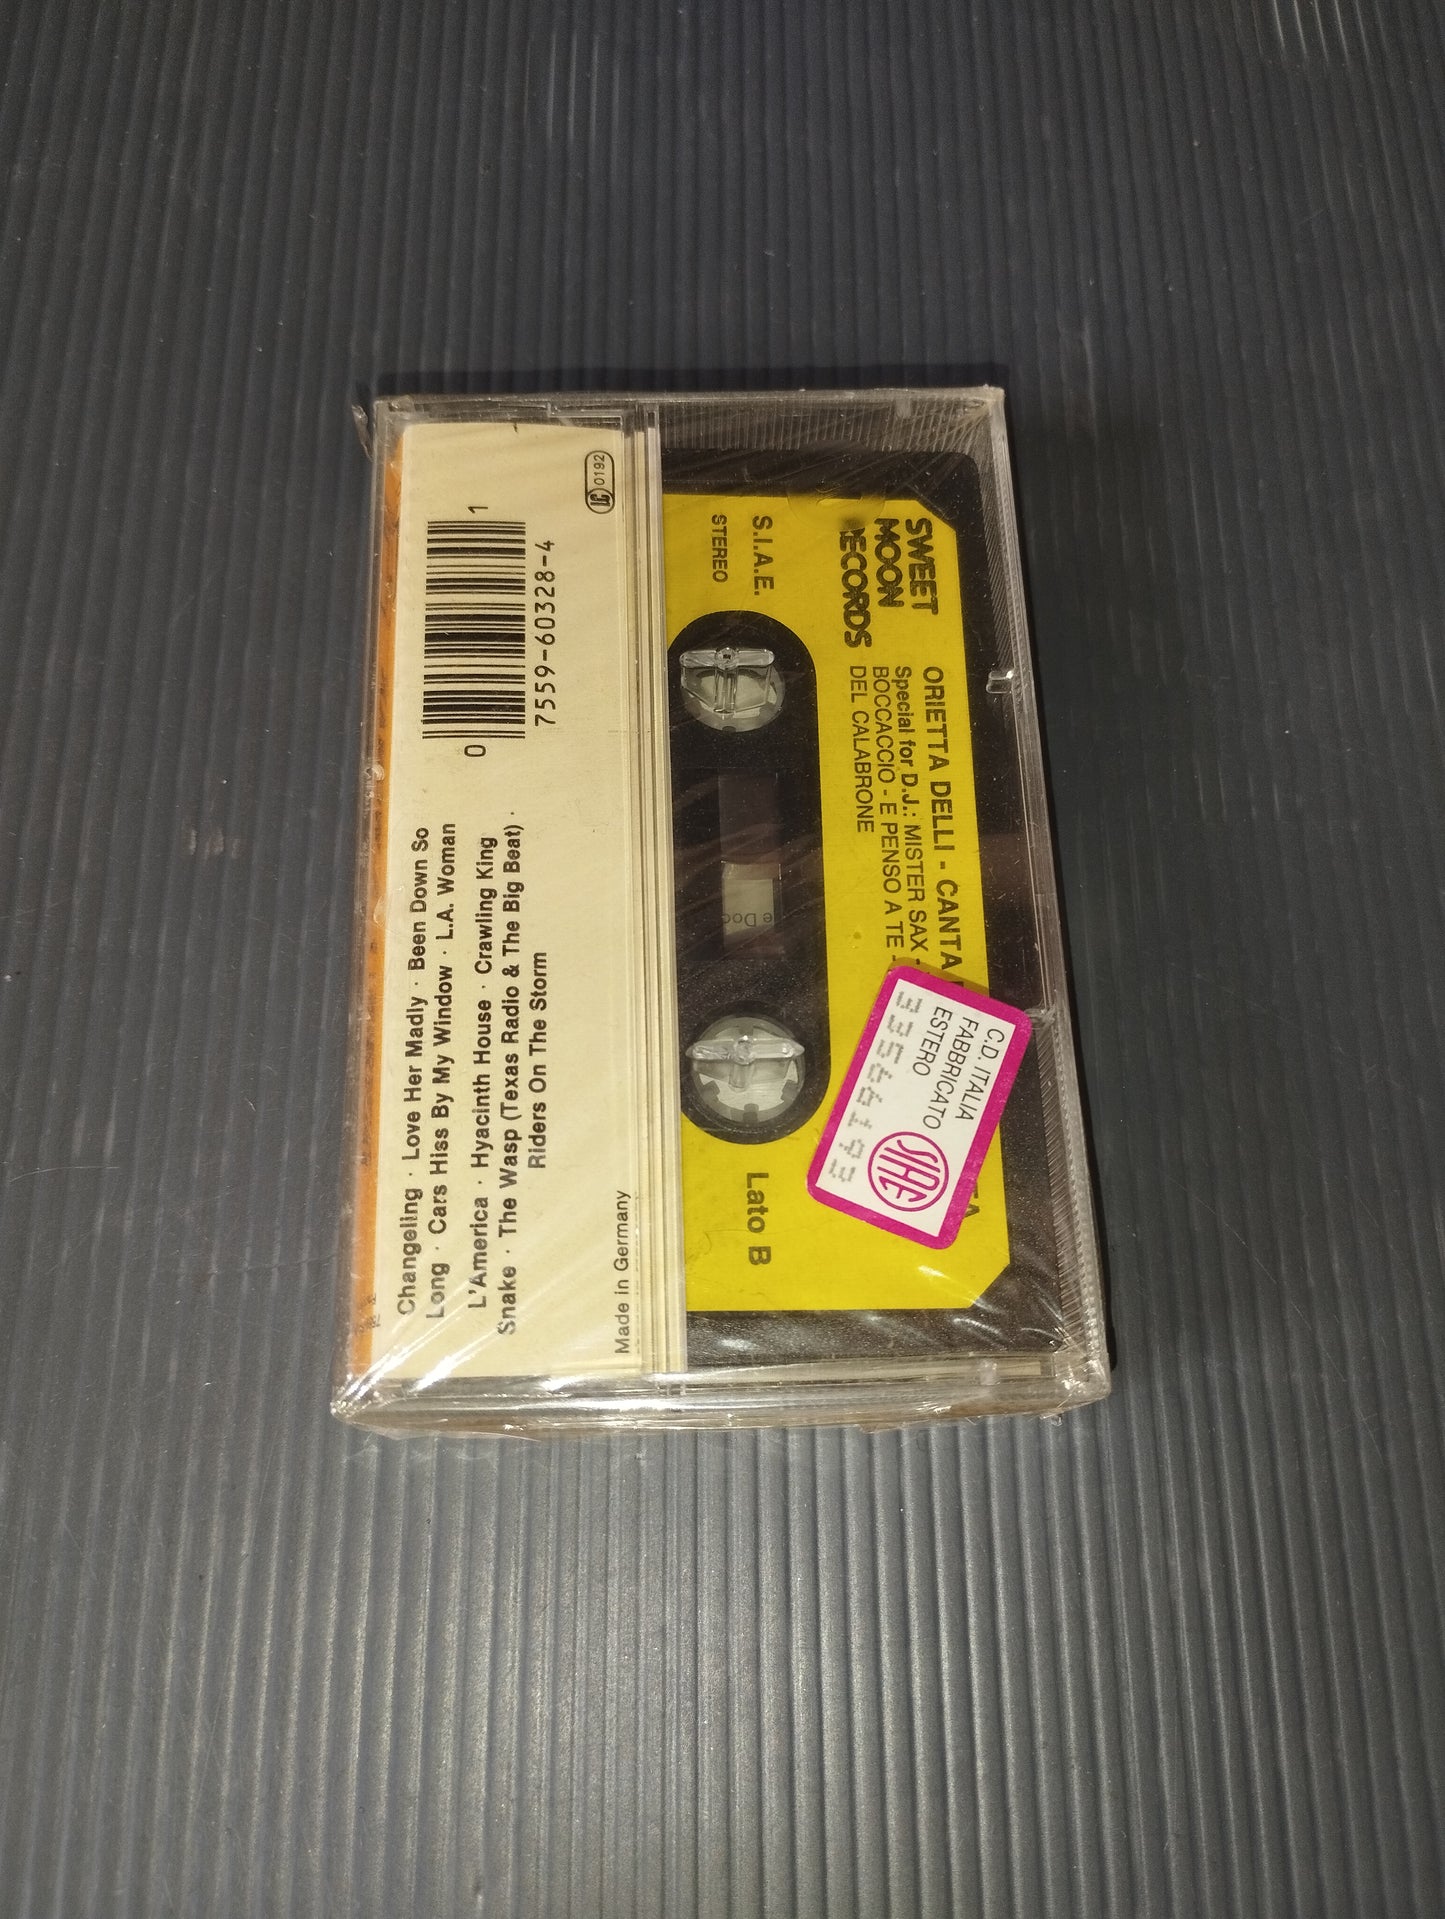 0192
1
0
7559-60328-4
Changeling · Love Her Madly · Been Down So
Long · Cars Hiss By My Window · L.A. Woman
L'America · Hyacinth House · Crawling King
Snake · The Wasp (Texas Radio & The Big Beat) ·
Riders On The Storm
Made in Germany
SWEET
MOON
RECORDS
S.I.A.E.
STEREO
ORIETTA DELLI - CANTA
Special for D.J.: MISTER SAX -
BOCCACCIO - E PENSO A TE -
DEL CALABRONE
Lato B
C.D. ITALIA
FABBRICATO
ESTERO
33566193
SIAE